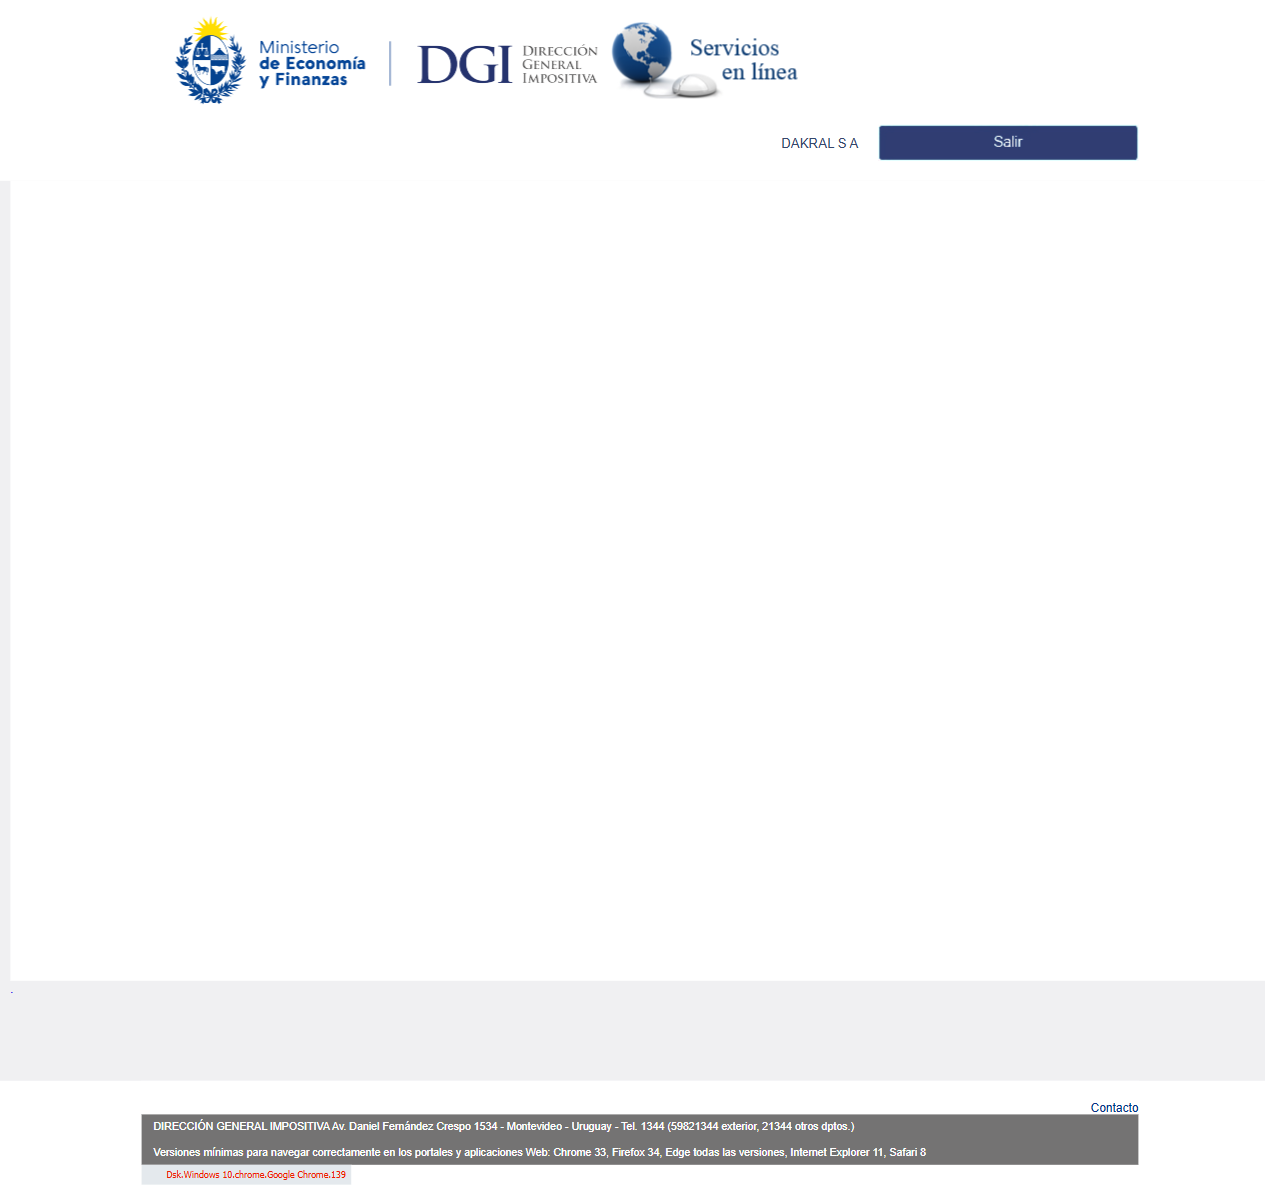 Ministerio
de Economía
y Finanzas
DGI
DIRECCIÓN
GENERAL
IMPOSITIVA
Servicios
en línea
DAKRAL S A
Salir
.
Contacto
DIRECCIÓN GENERAL IMPOSITIVA Av. Daniel Fernández Crespo 1534 - Montevideo - Uruguay - Tel. 1344 (59821344 exterior, 21344 otros dptos.)
Versiones mínimas para navegar correctamente en los portales y aplicaciones Web: Chrome 33, Firefox 34, Edge todas las versiones, Internet Explorer 11, Safari 8
Dsk.Windows 10.chrome.Google Chrome.139